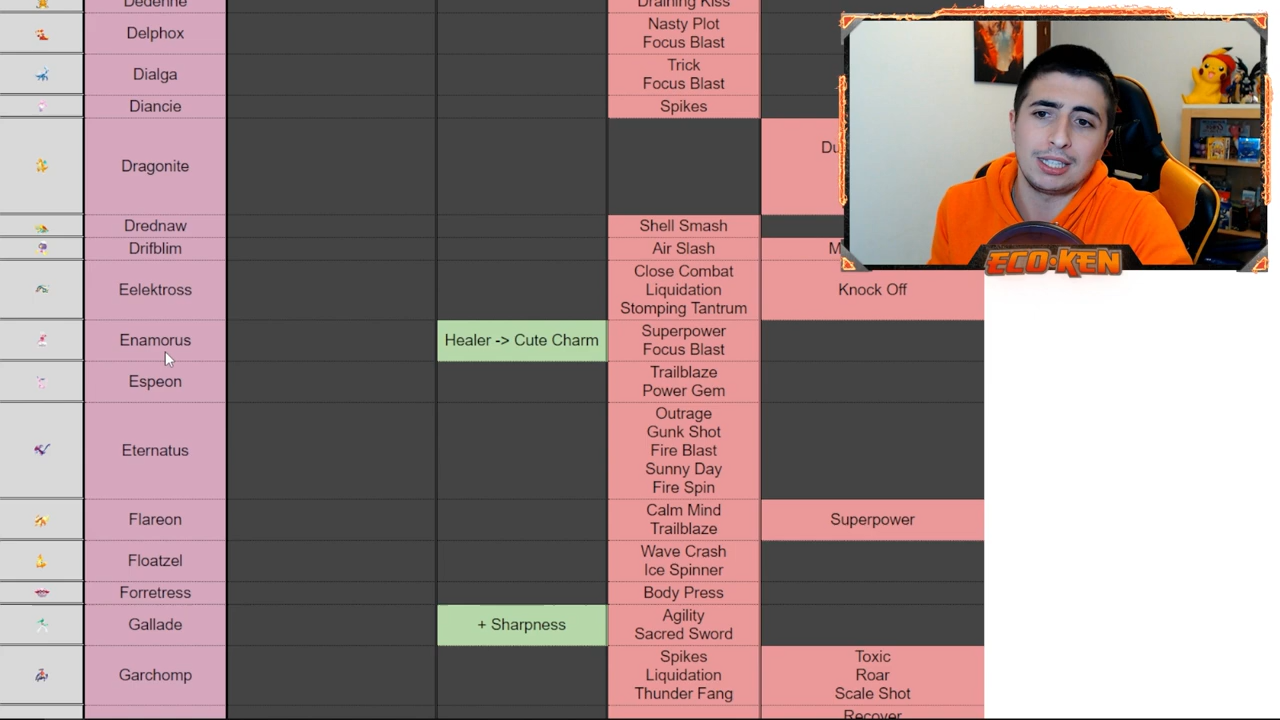 Dedenne
Draining Kiss
Delphox
Nasty Plot
Focus Blast
Dialga
Trick
Focus Blast
Diancie
Spikes
Dragonite
Du
Drednaw
Shell Smash
Drifblim
Air Slash
M
Eelektross
Close Combat
Liquidation
Stomping Tantrum
Knock Off
Enamorus
Healer -> Cute Charm
Superpower
Focus Blast
Espeon
Trailblaze
Power Gem
Eternatus
Outrage
Gunk Shot
Fire Blast
Sunny Day
Fire Spin
Flareon
Calm Mind
Trailblaze
Superpower
Floatzel
Wave Crash
Ice Spinner
Forretress
Body Press
Gallade
+ Sharpness
Agility
Sacred Sword
Garchomp
Spikes
Liquidation
Thunder Fang
Toxic
Roar
Scale Shot
Recover
ECO·KEN